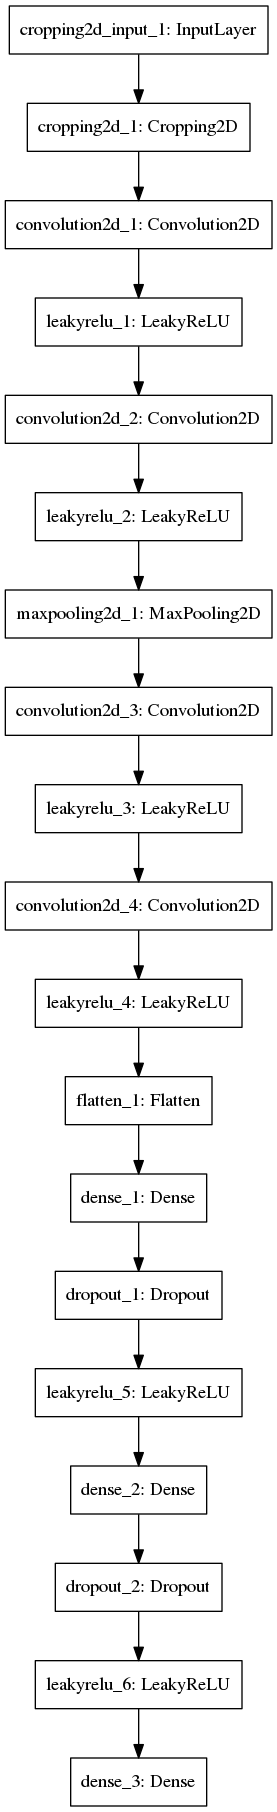 cropping2d_input_1: InputLayer
cropping2d_1: Cropping2D
convolution2d_1: Convolution2D
leakyrelu_1: LeakyReLU
convolution2d_2: Convolution2D
leakyrelu_2: LeakyReLU
maxpooling2d_1: MaxPooling2D
convolution2d_3: Convolution2D
leakyrelu_3: LeakyReLU
convolution2d_4: Convolution2D
leakyrelu_4: LeakyReLU
flatten_1: Flatten
dense_1: Dense
dropout_1: Dropout
leakyrelu_5: LeakyReLU
dense_2: Dense
dropout_2: Dropout
leakyrelu_6: LeakyReLU
dense_3: Dense